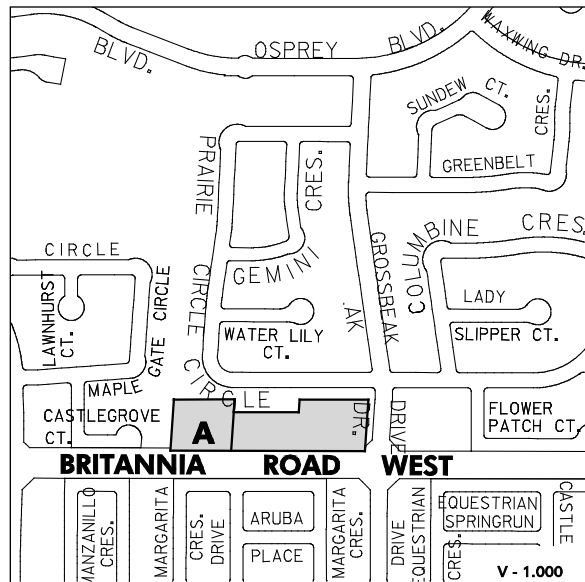 OSPREY
BLVD.
BLVD.
WAXWING DR.
SUNDEW CT.
CRES.
GREENBELT
PRAIRIE
CIRCLE
CIRCLE
GEMINI
CRES.
GROSSBEAK
DRIVE
COLUMBINE CRES.
CIRCLE
LAWNHURST
CT.
GATE CIRCLE
MAPLE
WATER LILY
CT.
LADY
SLIPPER CT.
AK
DR.
CASTLEGROVE
CT.
FLOWER
PATCH CT.
A
BRITANNIA ROAD WEST
MANZANILLO
CRES.
MARGARITA
CRES.
DRIVE
ARUBA
PLACE
MARGARITA
CRES.
DRIVE
EQUESTRIAN
CRES.
EQUESTRIAN
SPRINGRUN
CASTLE
V - 1.000